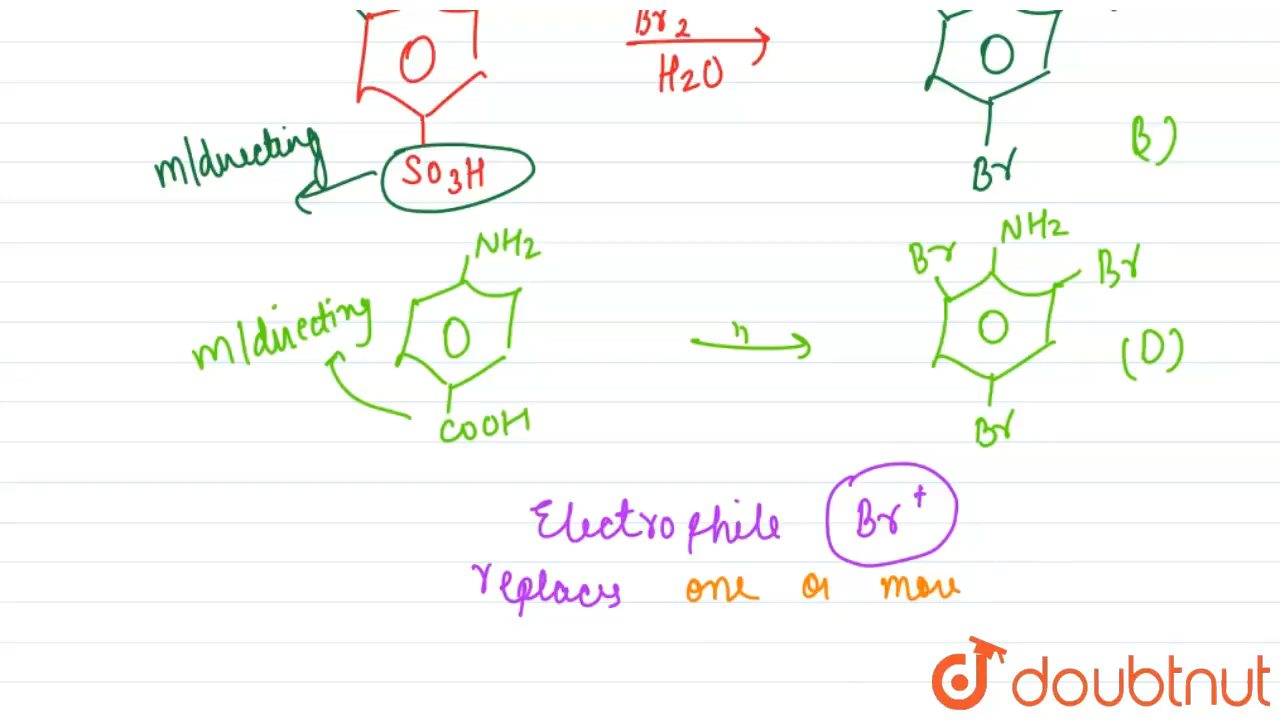 Br2
H2O
m/directing
SO3H
Br
B)
NH2
m/directing
COOH
"
Br
NH2
Br
(D)
Br
Electrophile Br+
replaces one or more
doubtnut